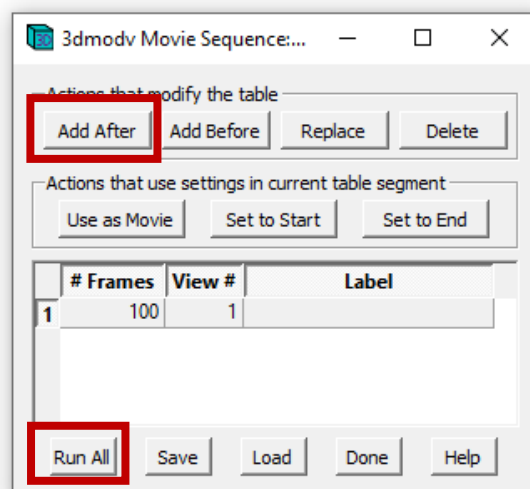 3dmodv Movie Sequence:...
Actions that modify the table
Add After Add Before Replace Delete
Actions that use settings in current table segment
Use as Movie Set to Start Set to End
# Frames View # Label
1 100 1
Run All Save Load Done Help